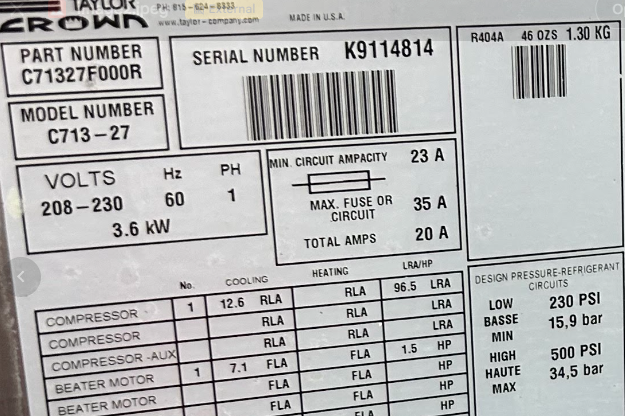 TAYLOR
CROWN
PH: 815-624-8333
www.taylor-company.com
MADE IN U.S.A.
PART NUMBER
C71327F000R
MODEL NUMBER
C713-27
SERIAL NUMBER K9114814
R404A 46 OZS 1.30 KG
VOLTS Hz PH
208-230 60 1
3.6 kW
MIN. CIRCUIT AMPACITY 23 A
MAX. FUSE OR
CIRCUIT 35 A
TOTAL AMPS 20 A
No. COOLING HEATING LRA/HP
COMPRESSOR 1 12.6 RLA RLA 96.5 LRA
COMPRESSOR RLA RLA LRA
COMPRESSOR-AUX RLA RLA LRA
BEATER MOTOR 1 7.1 FLA FLA 1.5 HP
BEATER MOTOR FLA FLA HP
FLA FLA HP
DESIGN PRESSURE-REFRIGERANT
CIRCUITS
LOW 230 PSI
BASSE 15,9 bar
MIN
HIGH 500 PSI
HAUTE 34,5 bar
MAX